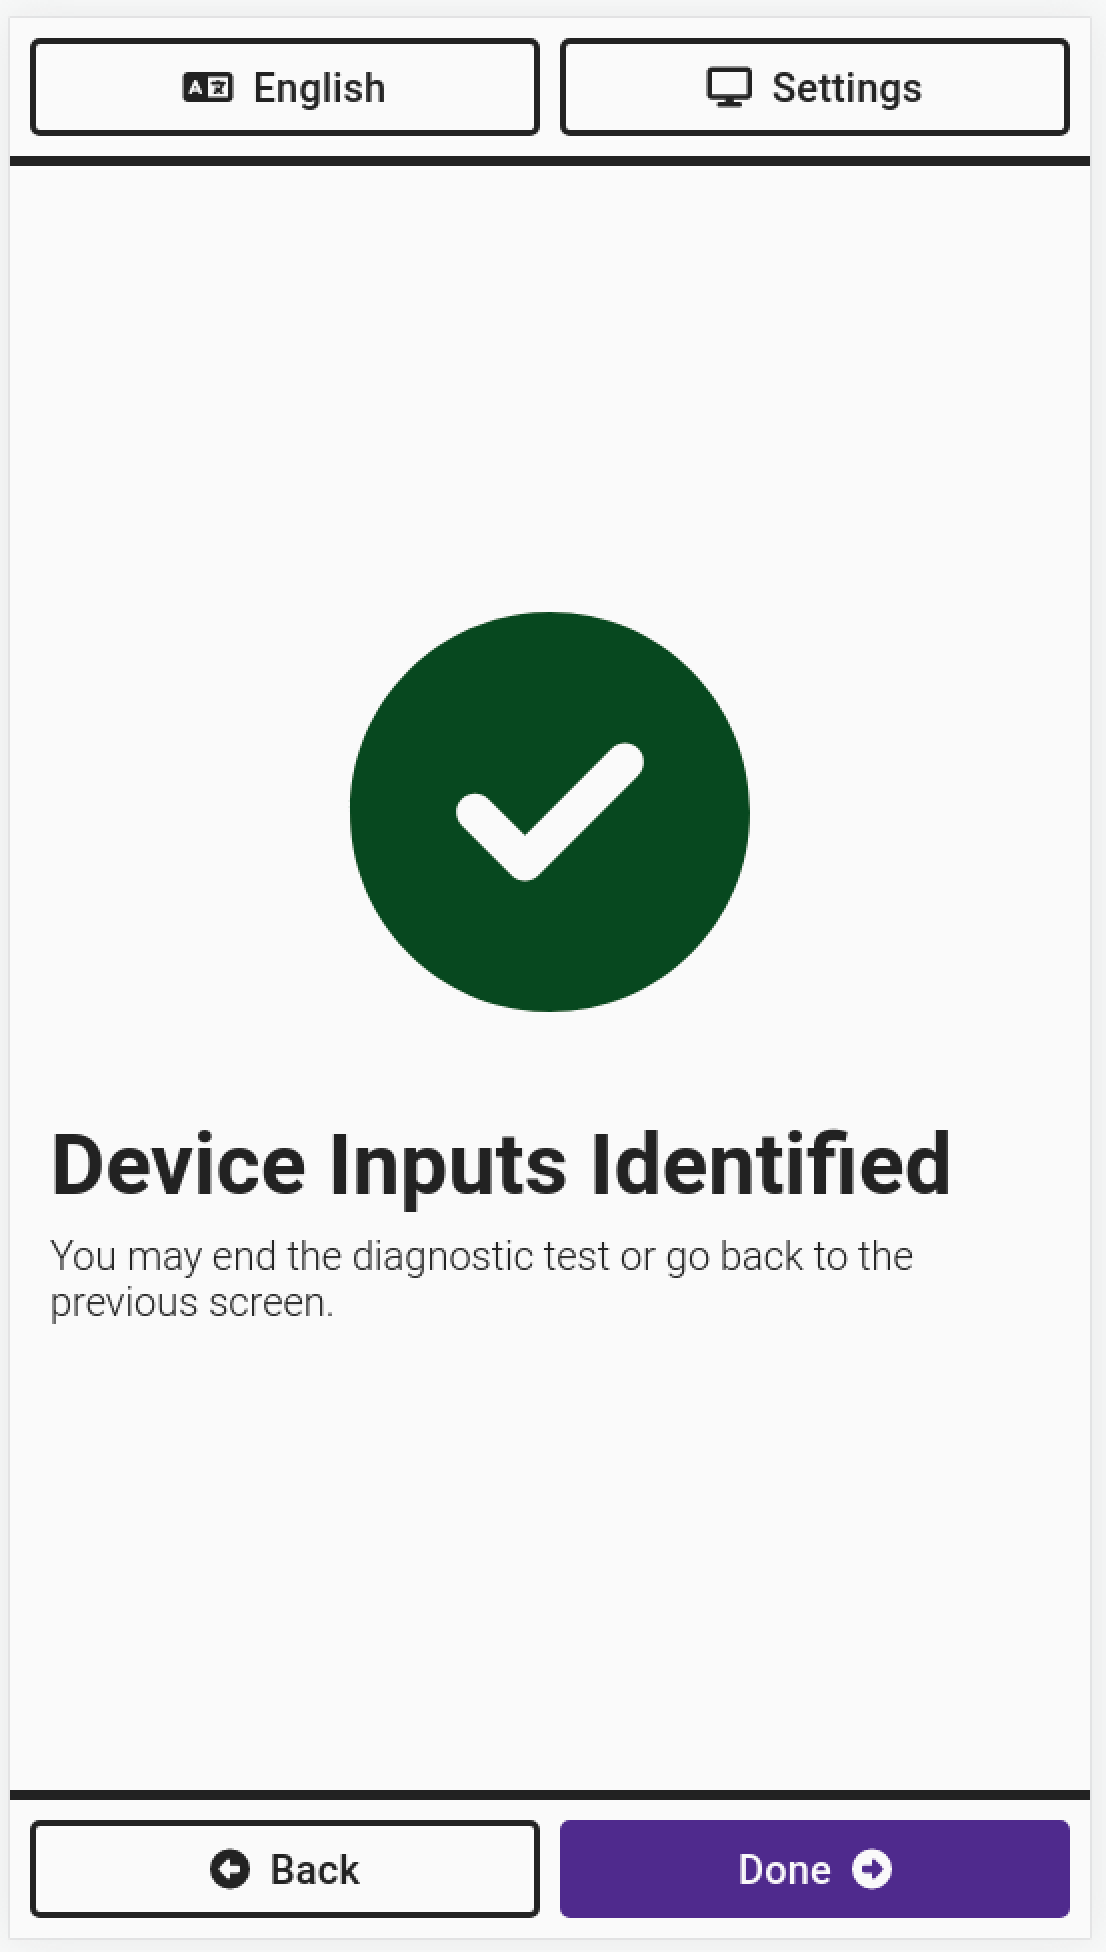 English
Settings
Device Inputs Identified
You may end the diagnostic test or go back to the
previous screen.
Back
Done